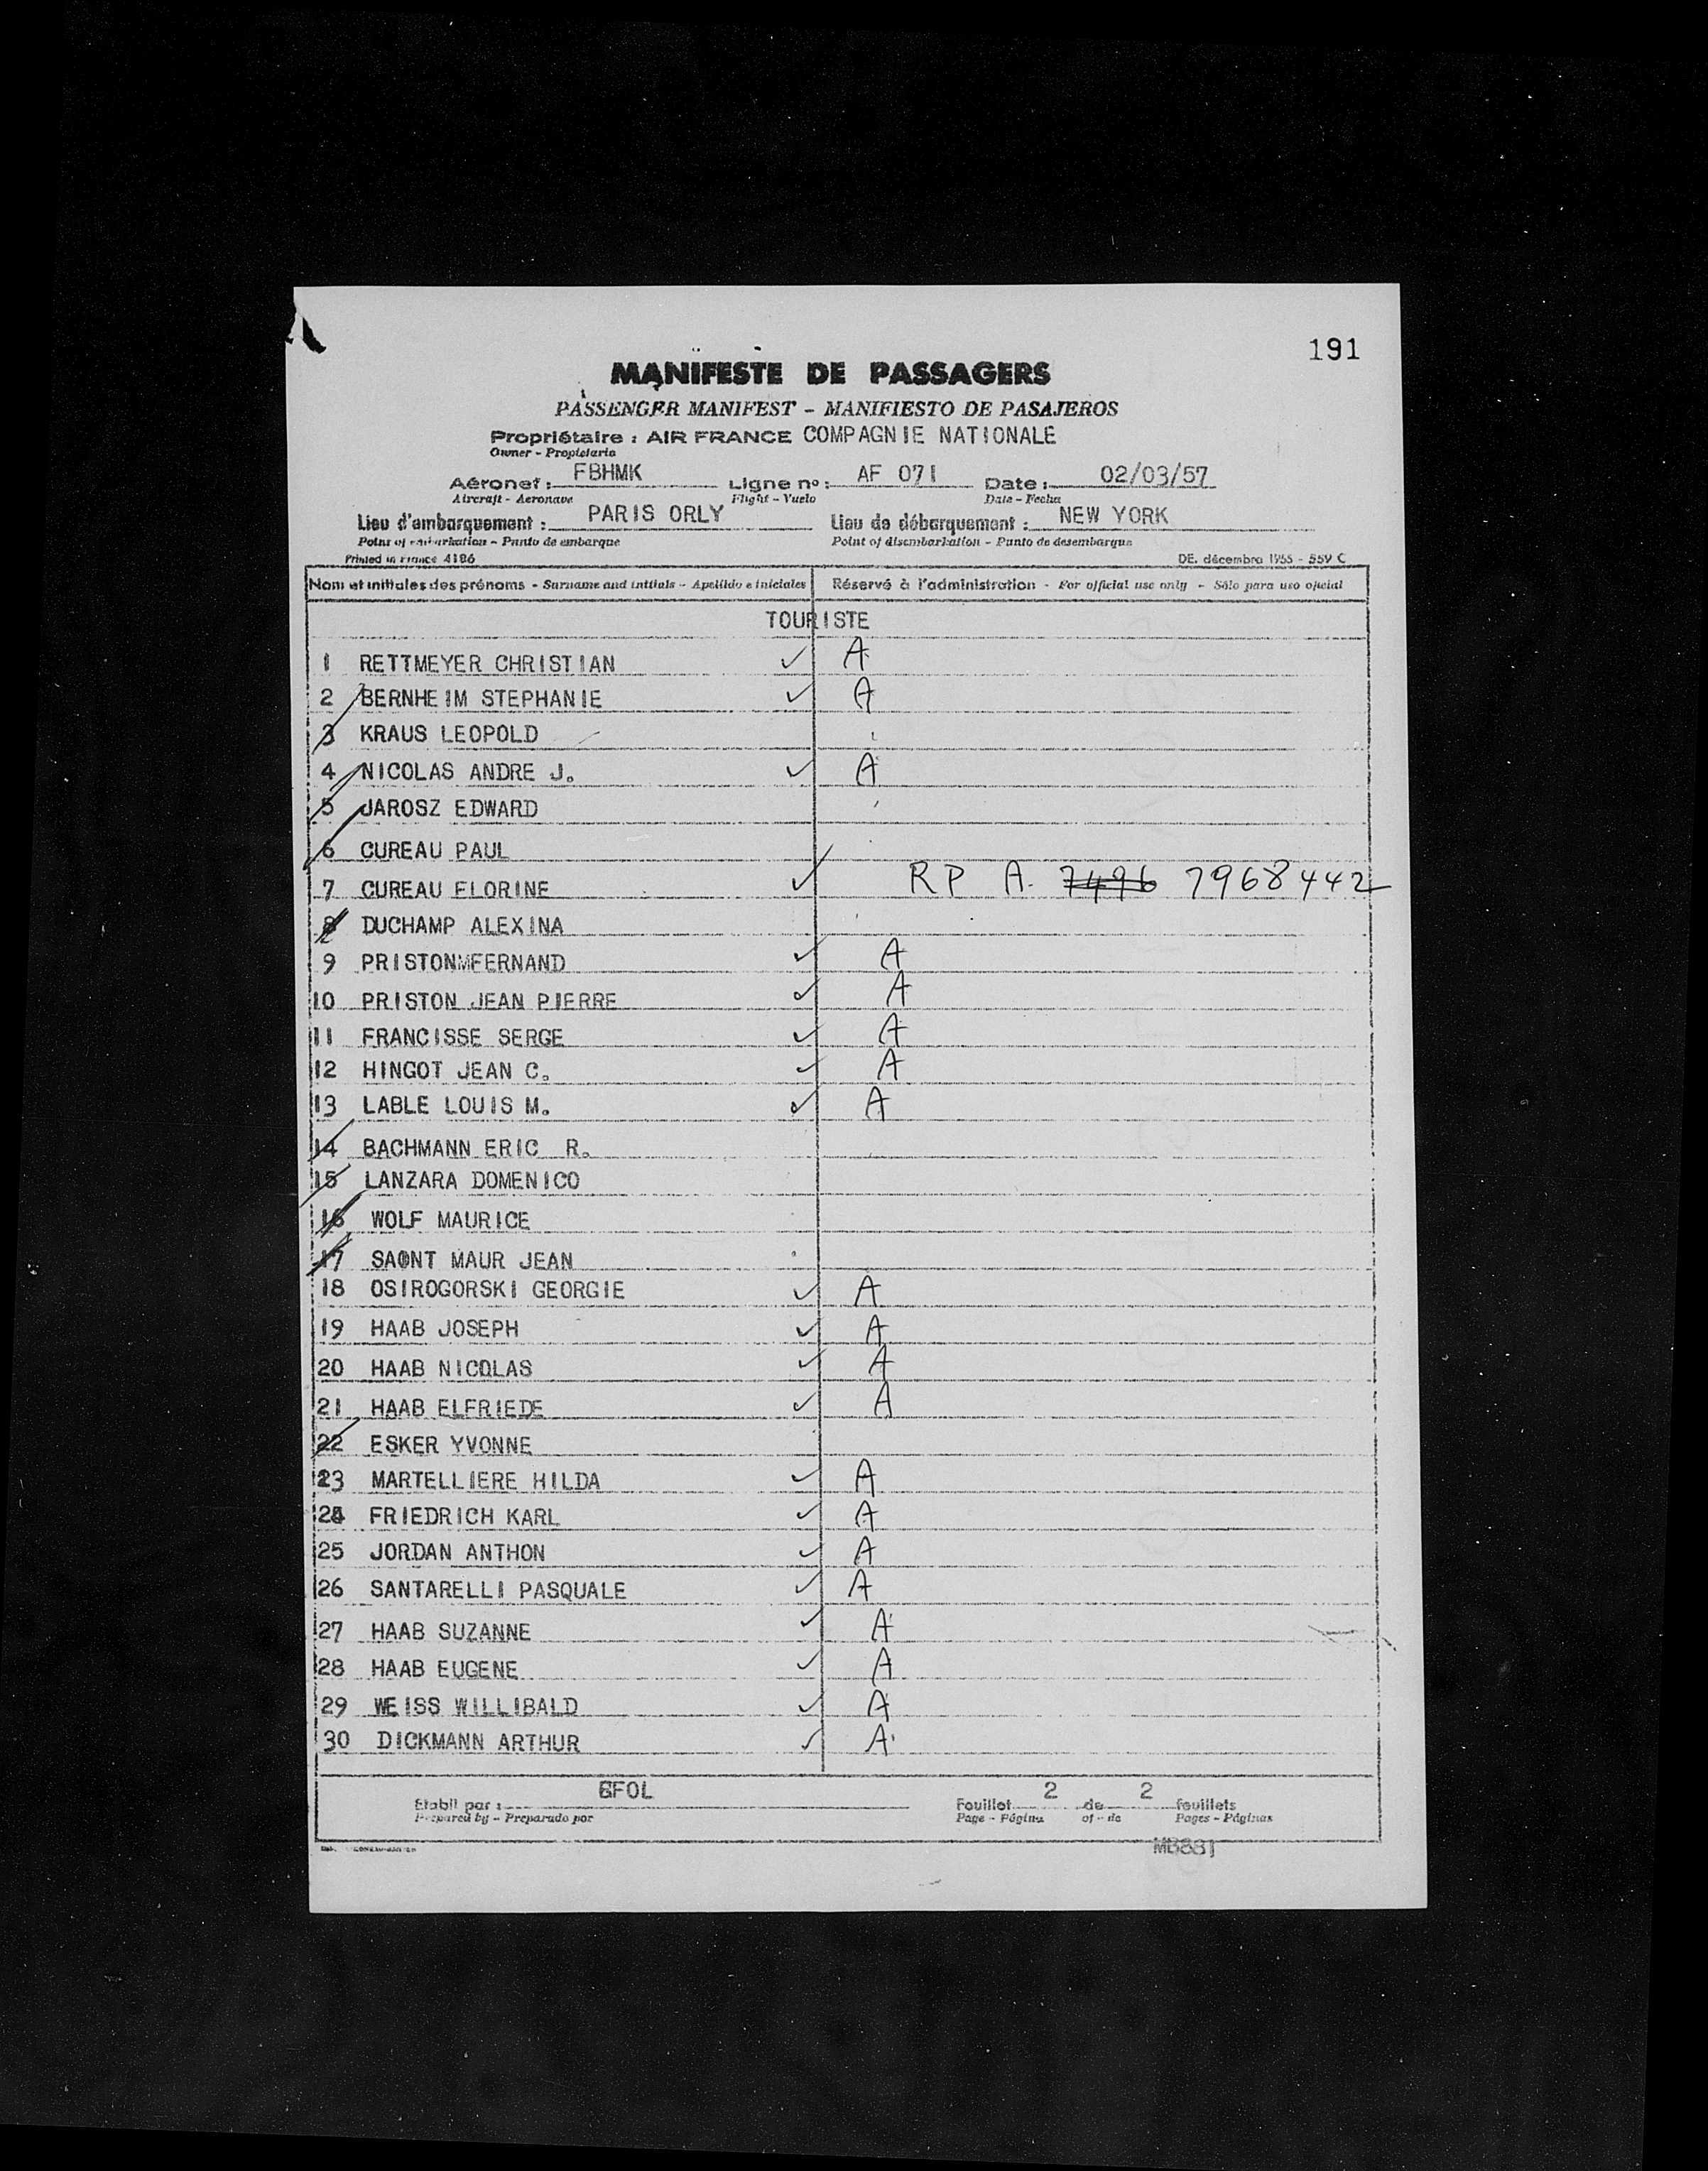 191
MANIFESTE DE PASSAGERS
PASSENGER MANIFEST - MANIFIESTO DE PASAJEROS
Propriétaire : AIR FRANCE COMPAGNIE NATIONALE
Owner - Propietario
Aéronef : FBHMK Ligne no : AF 071 Date : 02/03/57
Aircraft - Aeronave Flight - Vuelo Date - Fecha
Lieu d'embarquement : PARIS ORLY Lieu de débarquement : NEW YORK
Point of embarkation - Punto de embarque Point of disembarkation - Punto de desembarque
Printed in France 4186 DE. décembre 1955 - 559 C
Nom et initiales des prénoms - Surname and initials - Apellido e iniciales Réservé à l'administration - For official use only - Sólo para uso oficial
TOURISTE
1 RETTMEYER CHRISTIAN ✓ A
2 BERNHEIM STEPHANIE ✓ A
3 KRAUS LEOPOLD
4 NICOLAS ANDRE J. ✓ A
5 JAROSZ EDWARD
6 CUREAU PAUL
7 CUREAU FLORINE ✓ RP A. 7496 7968442
8 DUCHAMP ALEXINA
9 PRISTONMFERNAND ✓ A
10 PRISTON JEAN PIERRE ✓ A
11 FRANCISSE SERGE ✓ A
12 HINGOT JEAN C. ✓ A
13 LABLE LOUIS M. ✓ A
14 BACHMANN ERIC R.
15 LANZARA DOMENICO
16 WOLF MAURICE
17 SAONT MAUR JEAN
18 OSIROGORSKI GEORGIE ✓ A
19 HAAB JOSEPH ✓ A
20 HAAB NICOLAS ✓ A
21 HAAB ELFRIEDE ✓ A
22 ESKER YVONNE
23 MARTELLIERE HILDA ✓ A
24 FRIEDRICH KARL ✓ A
25 JORDAN ANTHON ✓ A
26 SANTARELLI PASQUALE ✓ A
27 HAAB SUZANNE ✓ A
28 HAAB EUGENE ✓ A
29 WEISS WILLIBALD ✓ A
30 DICKMANN ARTHUR ✓ A
Etabli par : GFOL Feuillet 2 de 2 feuillets
Prepared by - Preparado por Page - Página of - de Pages - Páginas
MB881